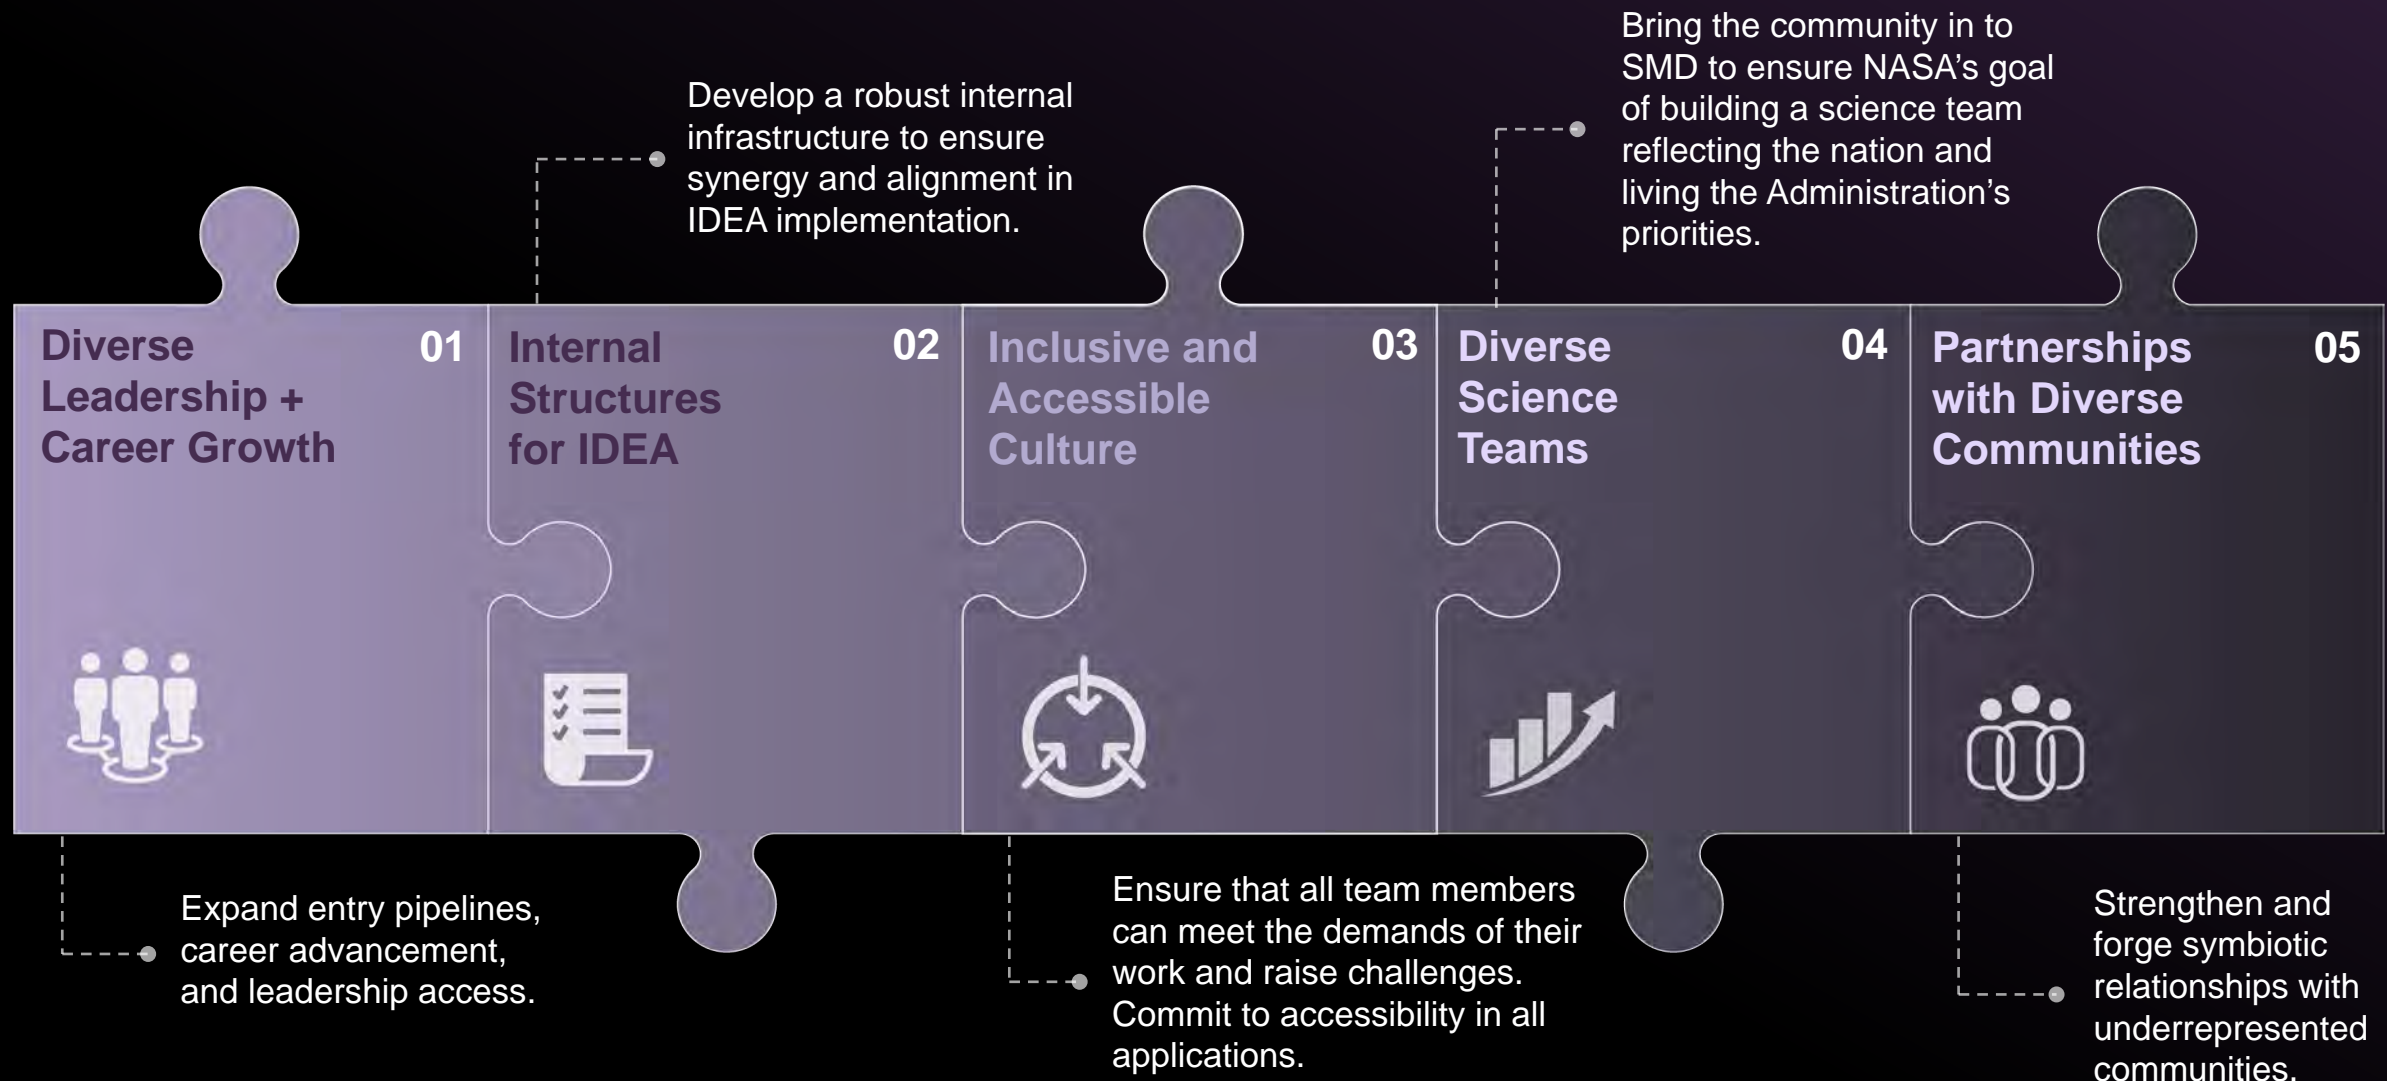 Diverse
Leadership +
Career Growth
01
Expand entry pipelines,
career advancement,
and leadership access.
Internal
Structures
for IDEA
02
Develop a robust internal
infrastructure to ensure
synergy and alignment in
IDEA implementation.
Inclusive and
Accessible
Culture
03
Ensure that all team members
can meet the demands of their
work and raise challenges.
Commit to accessibility in all
applications.
Diverse
Science
Teams
04
Bring the community in to
SMD to ensure NASA’s goal
of building a science team
reflecting the nation and
living the Administration’s
priorities.
Partnerships
with Diverse
Communities
05
Strengthen and
forge symbiotic
relationships with
underrepresented
communities.